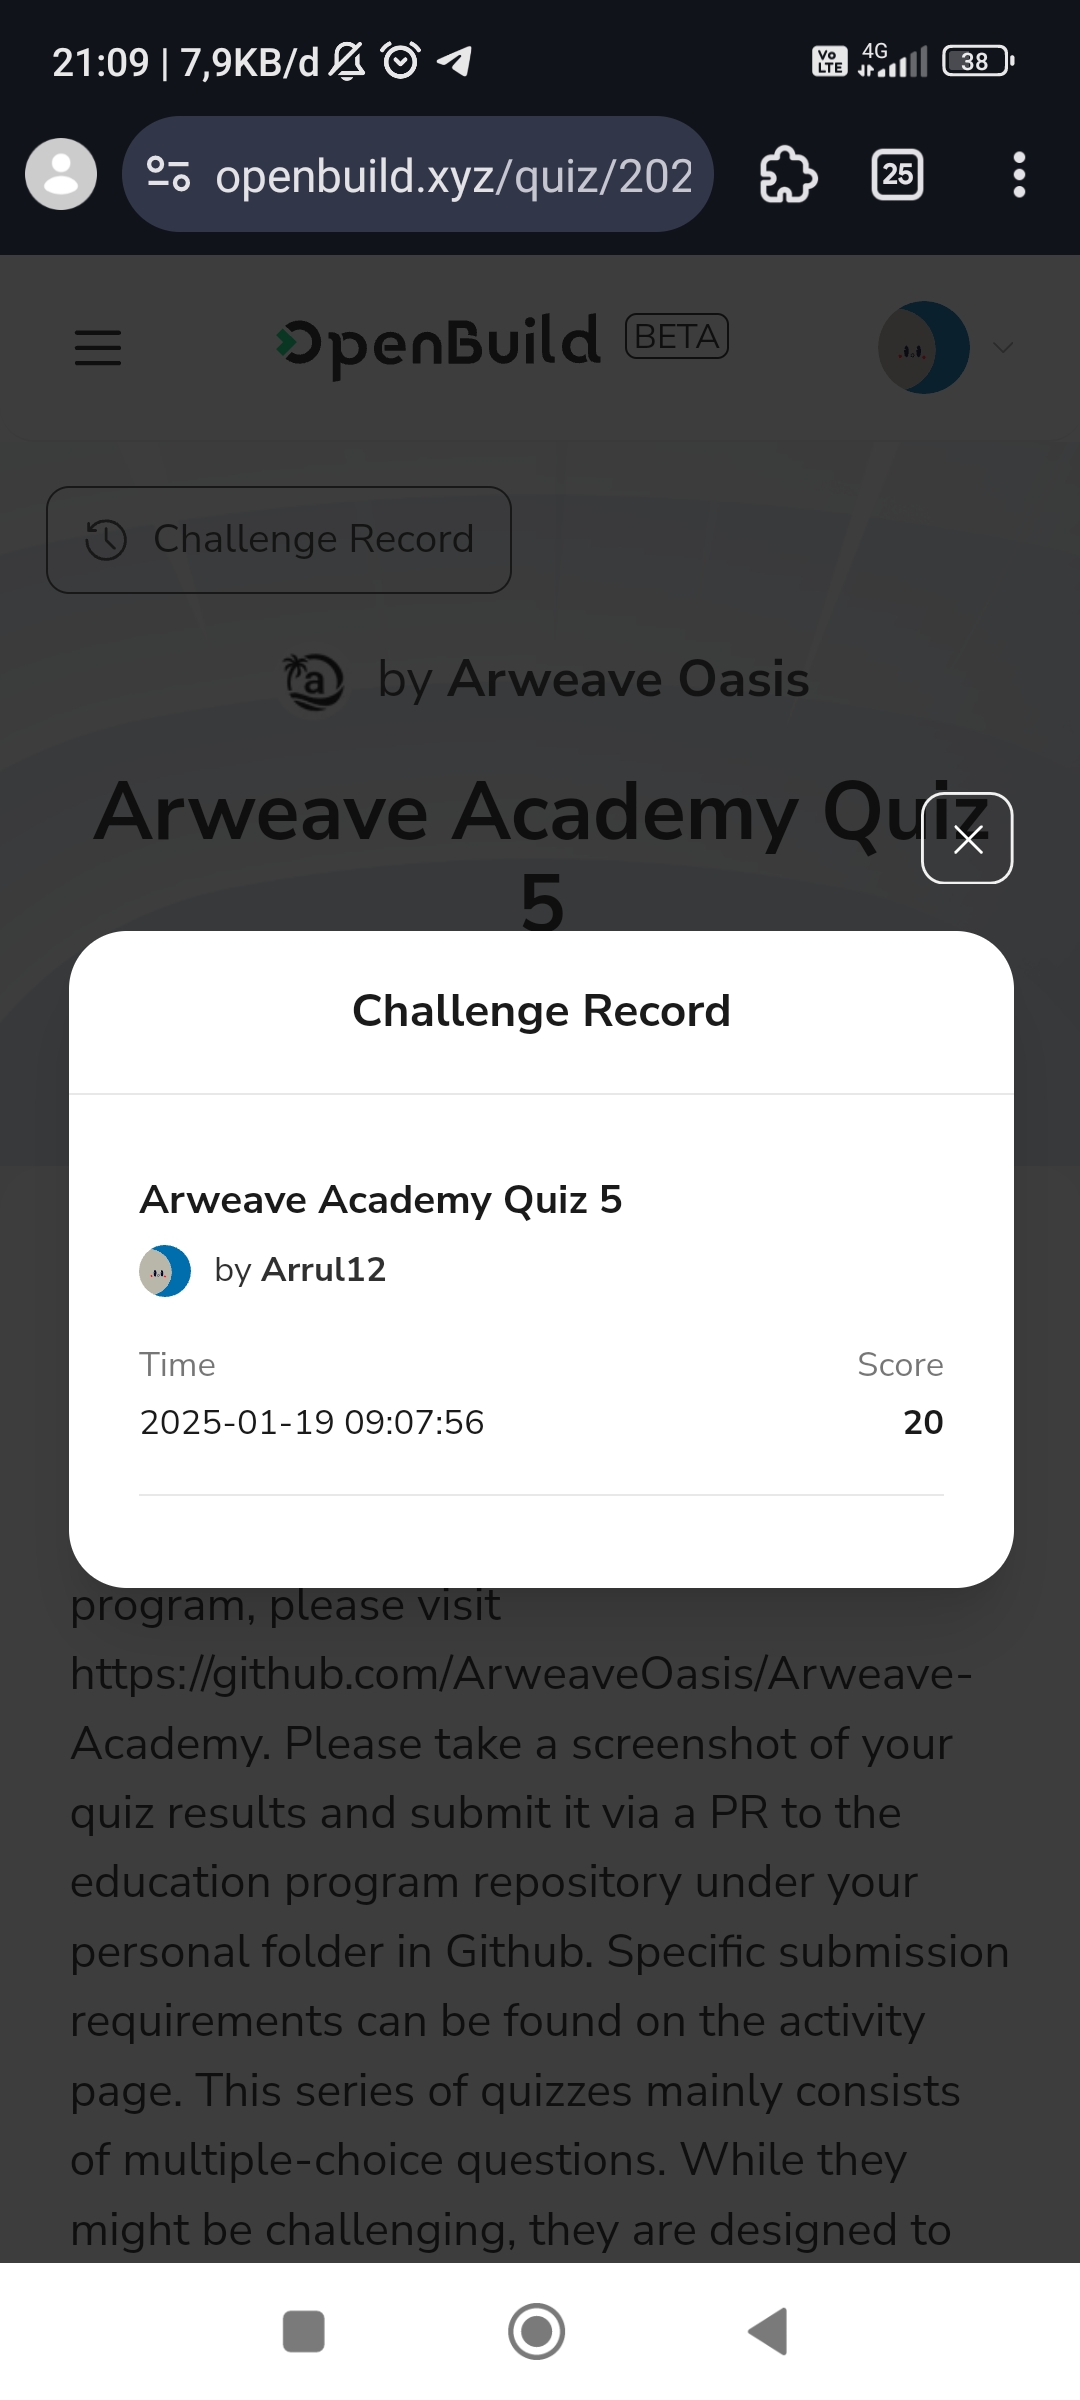 21:09 | 7,9KB/d
Vo LTE 4G 38
openbuild.xyz/quiz/202
25
OpenBuild BETA
Challenge Record
by Arweave Oasis
Arweave Academy Quiz
5
Challenge Record
Arweave Academy Quiz 5
by Arrul12
Time Score
2025-01-19 09:07:56 20
program, please visit
https://github.com/ArweaveOasis/Arweave-
Academy. Please take a screenshot of your
quiz results and submit it via a PR to the
education program repository under your
personal folder in Github. Specific submission
requirements can be found on the activity
page. This series of quizzes mainly consists
of multiple-choice questions. While they
might be challenging, they are designed to